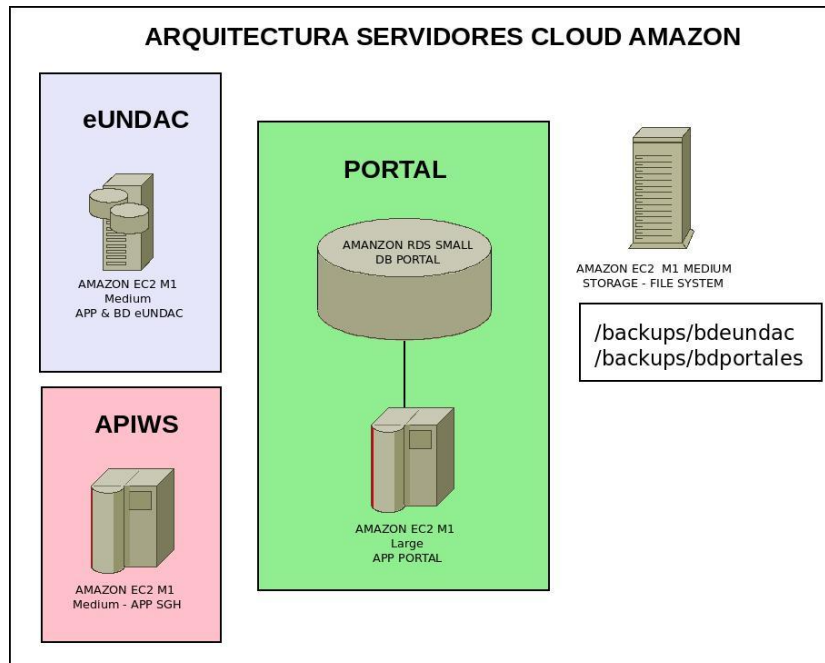 ARQUITECTURA SERVIDORES CLOUD AMAZON
eUNDAC
AMAZON EC2 M1
Medium
APP & BD eUNDAC
APIWS
AMAZON EC2 M1
Medium - APP SGH
PORTAL
AMANZON RDS SMALL
DB PORTAL
AMAZON EC2 M1
Large
APP PORTAL
AMAZON EC2 M1 MEDIUM
STORAGE - FILE SYSTEM
/backups/bdeundac
/backups/bdportales